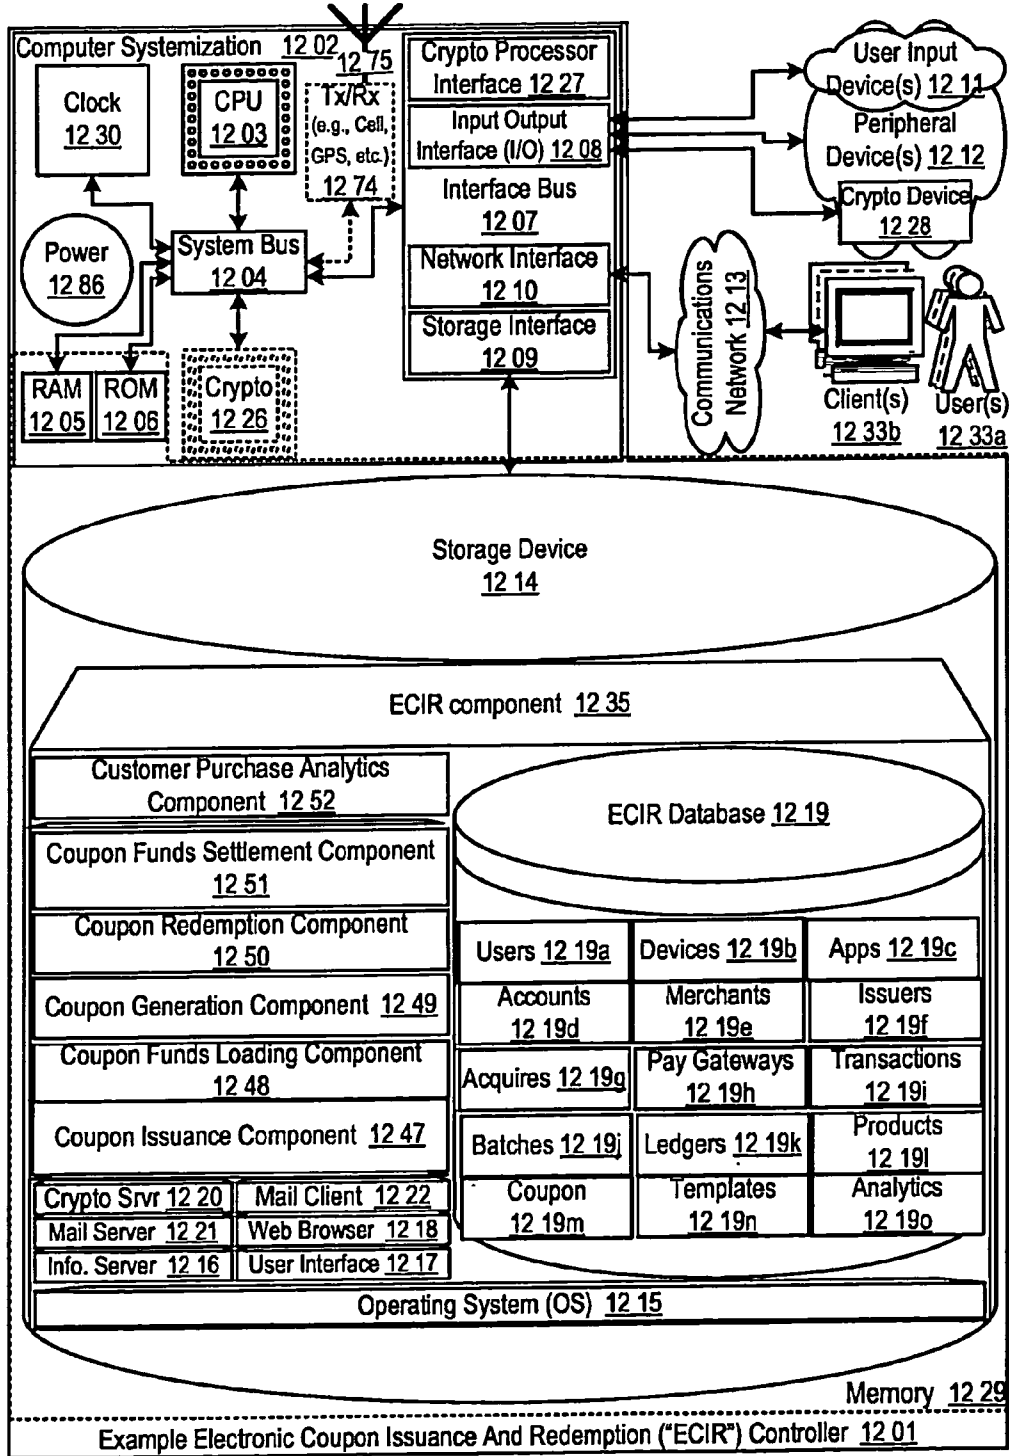 Computer Systemization 12 02
12 75
Clock
12 30
CPU
12 03
Tx/Rx
(e.g., Cell,
GPS, etc.)
12 74
Crypto Processor
Interface 12 27
Input Output
Interface (I/O) 12 08
Interface Bus
12 07
Network Interface
12 10
Storage Interface
12 09
User Input
Device(s) 12 11
Peripheral
Device(s) 12 12
Crypto Device
12 28
Power
12 86
System Bus
12 04
RAM
12 05
ROM
12 06
Crypto
12 26
Communications
Network 12 13
Client(s)
12 33b
User(s)
12 33a
Storage Device
12 14
ECIR component 12 35
Customer Purchase Analytics
Component 12 52
Coupon Funds Settlement Component
12 51
Coupon Redemption Component
12 50
Coupon Generation Component 12 49
Coupon Funds Loading Component
12 48
Coupon Issuance Component 12 47
Crypto Srvr 12 20
Mail Client 12 22
Mail Server 12 21
Web Browser 12 18
Info. Server 12 16
User Interface 12 17
ECIR Database 12 19
Users 12 19a
Devices 12 19b
Apps 12 19c
Accounts
12 19d
Merchants
12 19e
Issuers
12 19f
Acquires 12 19g
Pay Gateways
12 19h
Transactions
12 19i
Batches 12 19j
Ledgers 12 19k
Products
12 19l
Coupon
12 19m
Templates
12 19n
Analytics
12 19o
Operating System (OS) 12 15
Memory 12 29
Example Electronic Coupon Issuance And Redemption ("ECIR") Controller 12 01